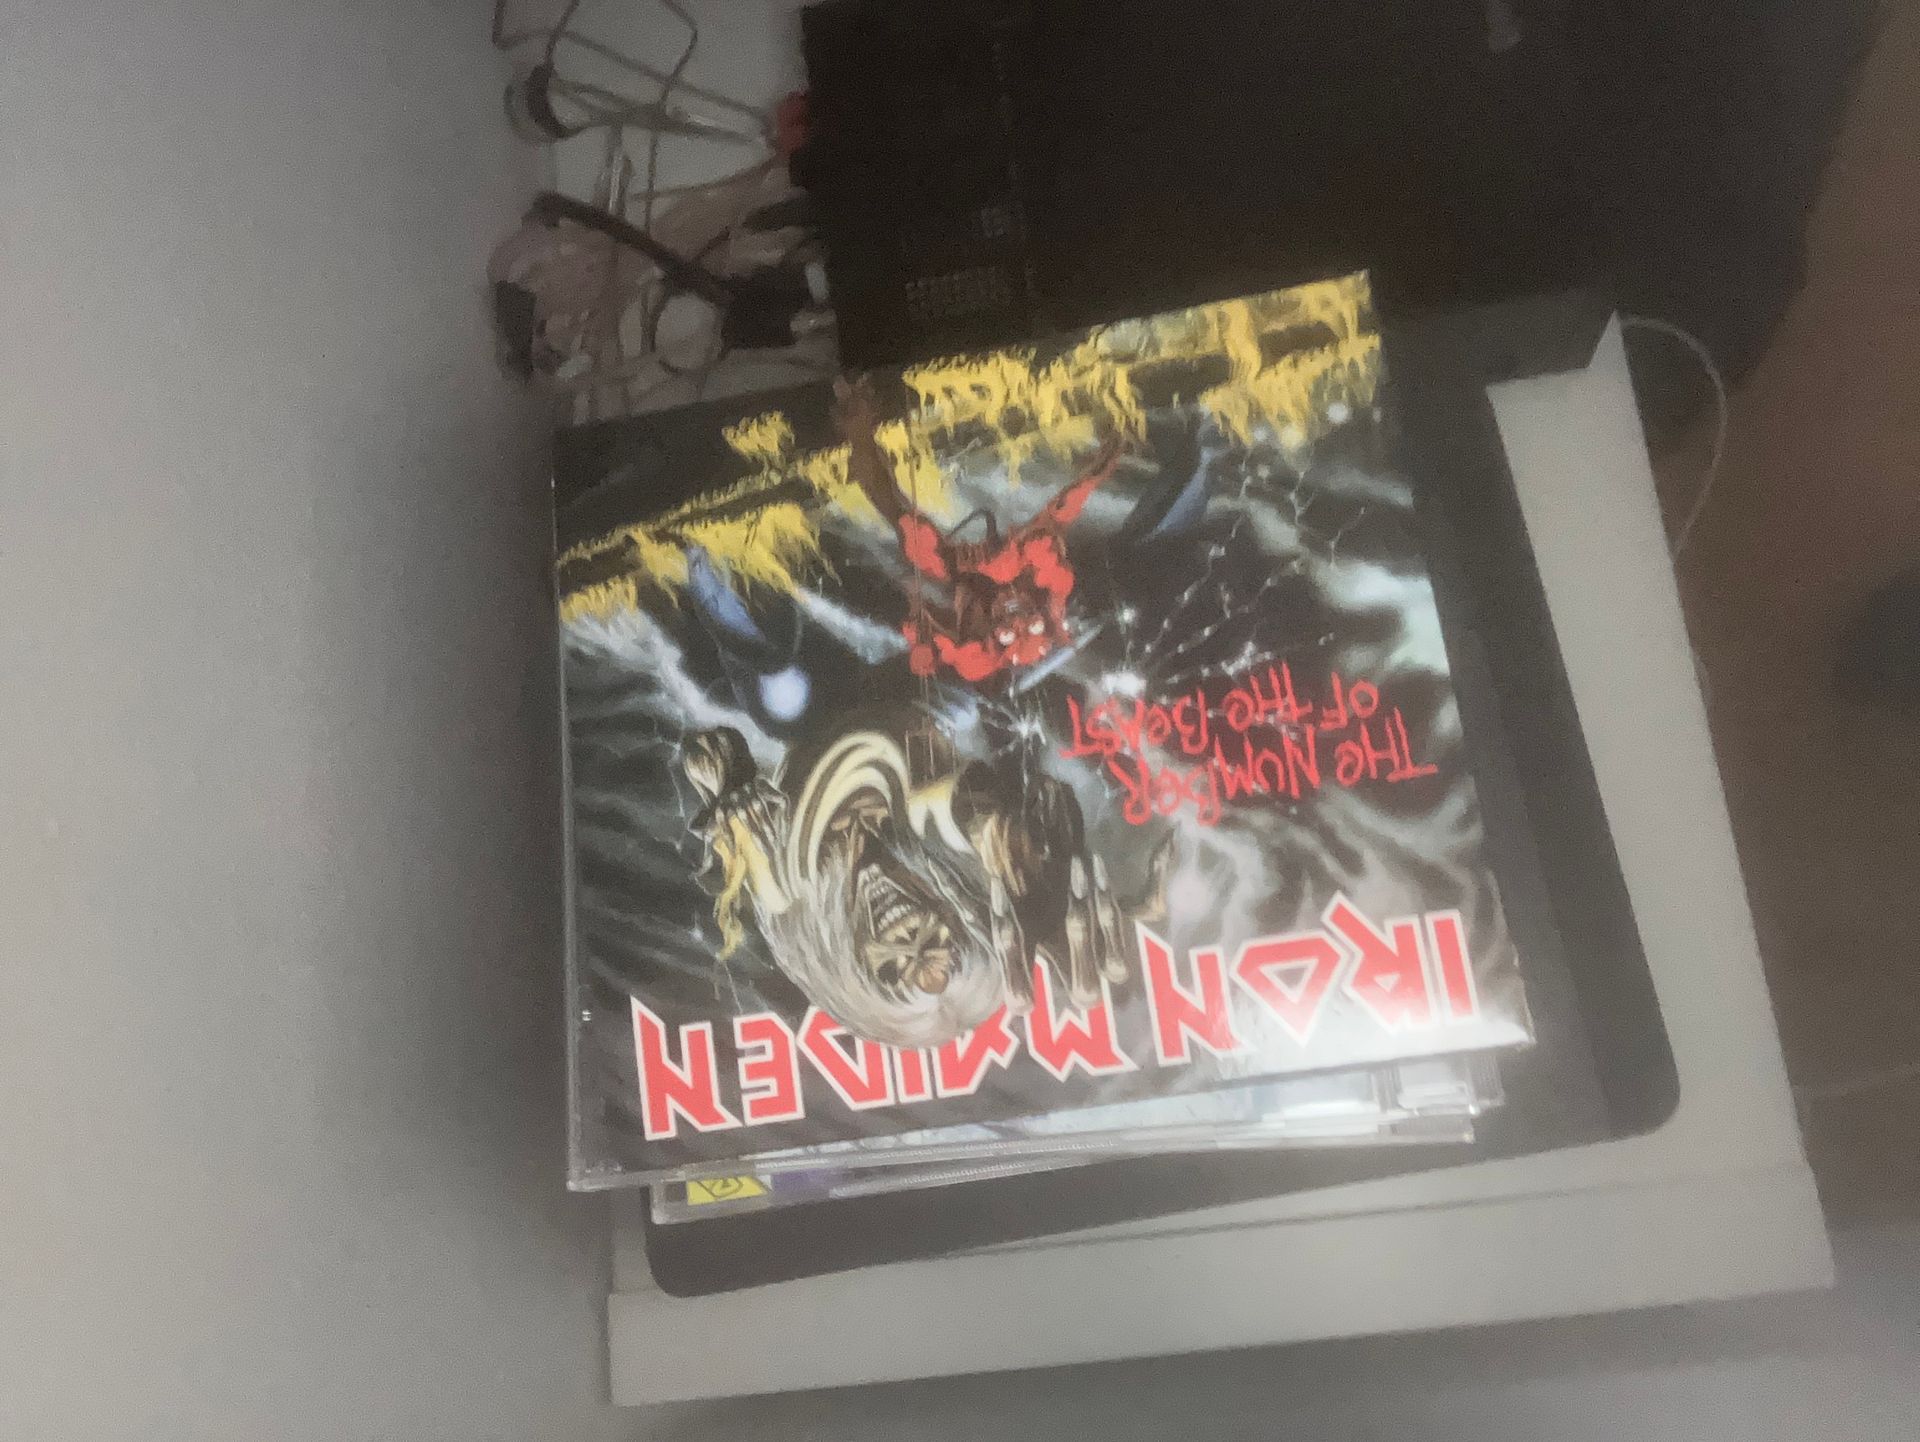 IRON MAIDEN
THE NUMBER
OF THE BEAST